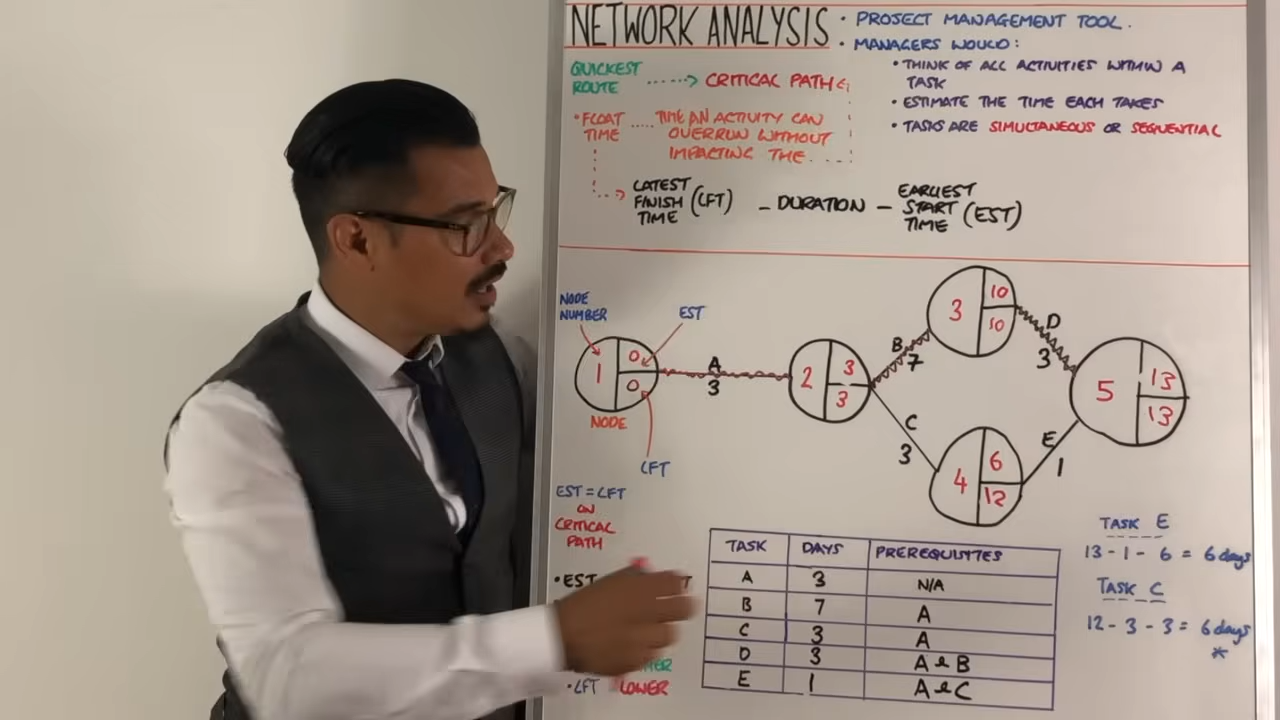 NETWORK ANALYSIS
• PROJECT MANAGEMENT TOOL.
• MANAGERS WOULD:
• THINK OF ALL ACTIVITIES WITHIN A
TASK
• ESTIMATE THE TIME EACH TAKES
• TASKS ARE SIMULTANEOUS OR SEQUENTIAL
QUICKEST
ROUTE
CRITICAL PATH
• FLOAT
TIME
TIME AN ACTIVITY CAN
OVERRUN WITHOUT
IMPACTING THE
LATEST
FINISH
TIME
(LFT)
- DURATION -
EARLIEST
START
TIME
(EST)
NODE
NUMBER
EST
1
0
0
NODE
LFT
A
3
2
3
3
B
7
3
10
10
D
3
C
3
4
6
12
E
1
5
13
13
EST = LFT
ON
CRITICAL
PATH
• EST
• LFT LOWER
TASK DAYS PREREQUISITES
A 3 N/A
B 7 A
C 3 A
D 3 A & B
E 1 A & C
TASK E
13 - 1 - 6 = 6 days
TASK C
12 - 3 - 3 = 6 days
*